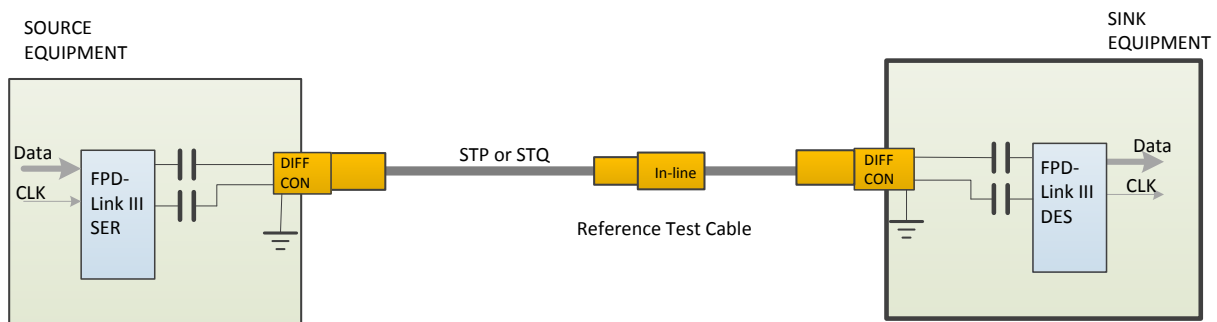 SOURCE
EQUIPMENT
Data
CLK
FPD-
Link III
SER
DIFF
CON
STP or STQ
In-line
Reference Test Cable
SINK
EQUIPMENT
DIFF
CON
FPD-
Link III
DES
Data
CLK